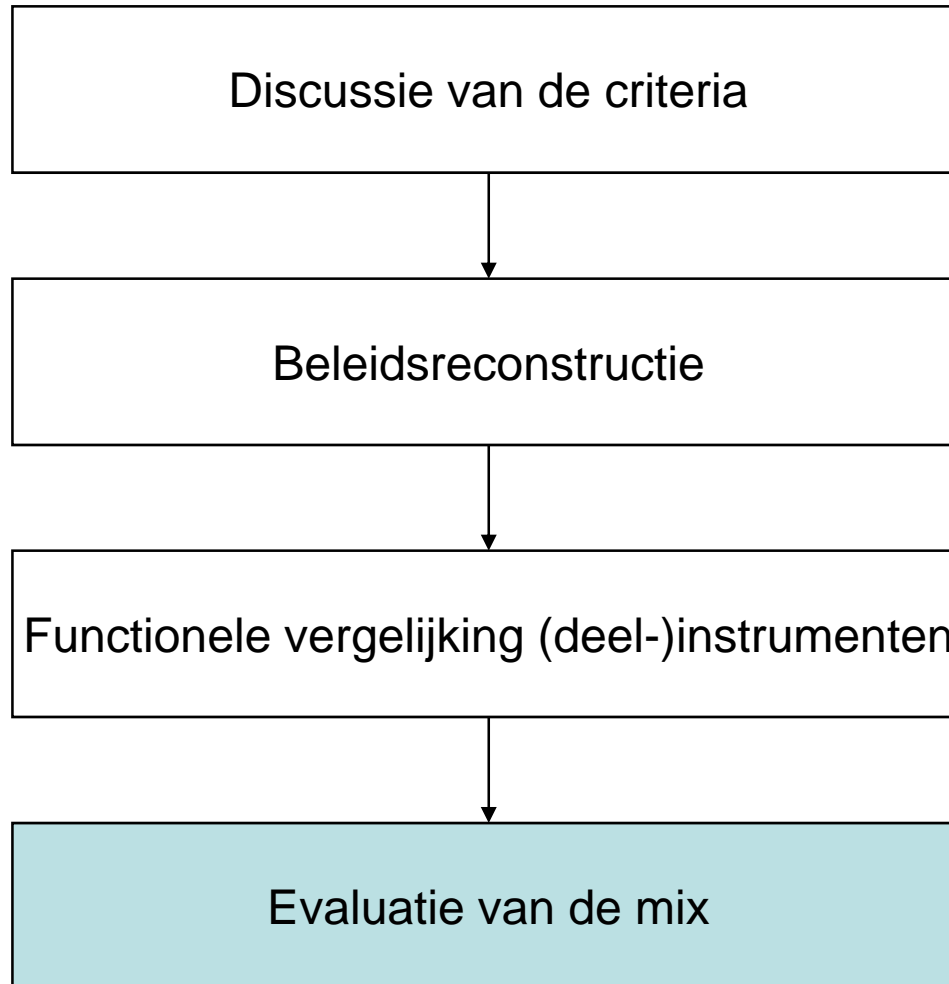 Discussie van de criteria
Beleidsreconstructie
Functionele vergelijking (deel-)instrumenten
Evaluatie van de mix